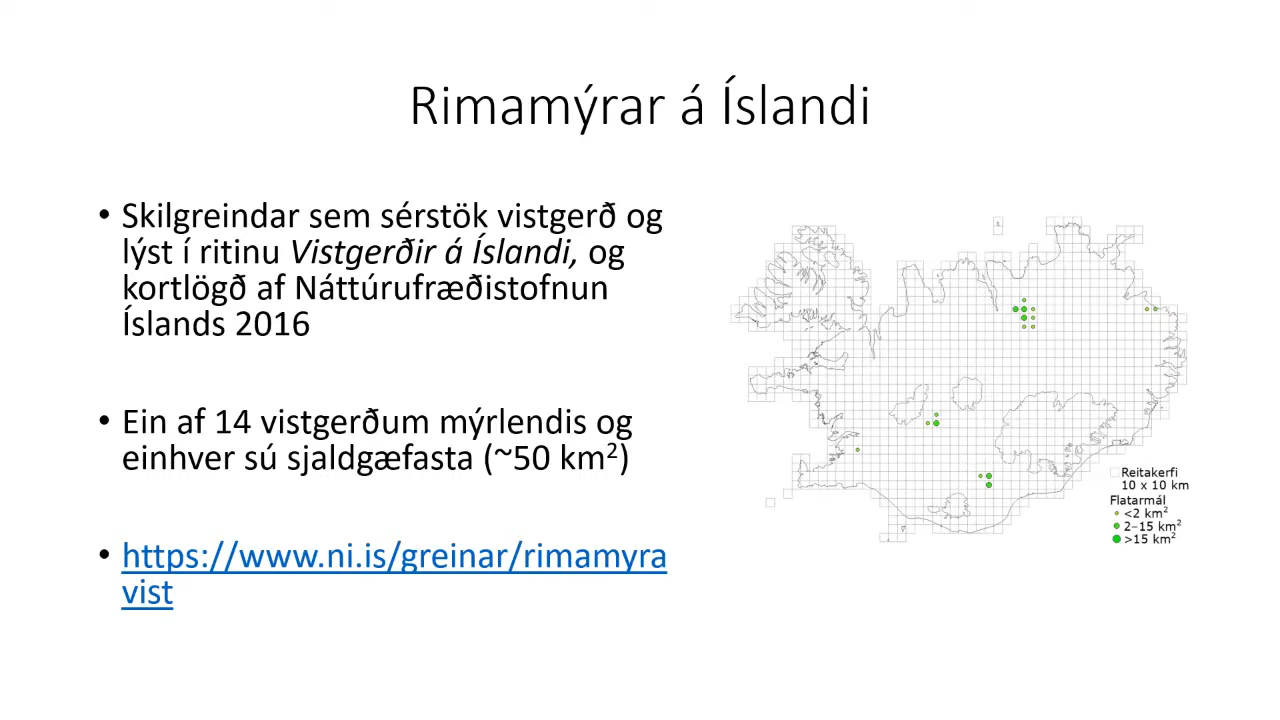 Rimamýrar á Íslandi
• Skilgreindar sem sérstök vistgerð og
lýst í ritinu Vistgerðir á Íslandi, og
kortlögð af Náttúrufræðistofnun
Íslands 2016
• Ein af 14 vistgerðum mýrlendis og
einhver sú sjaldgæfasta (~50 km²)
• https://www.ni.is/greinar/rimamyra
vist
Reitakerfi
10 x 10 km
Flatarmál
<2 km²
2–15 km²
>15 km²